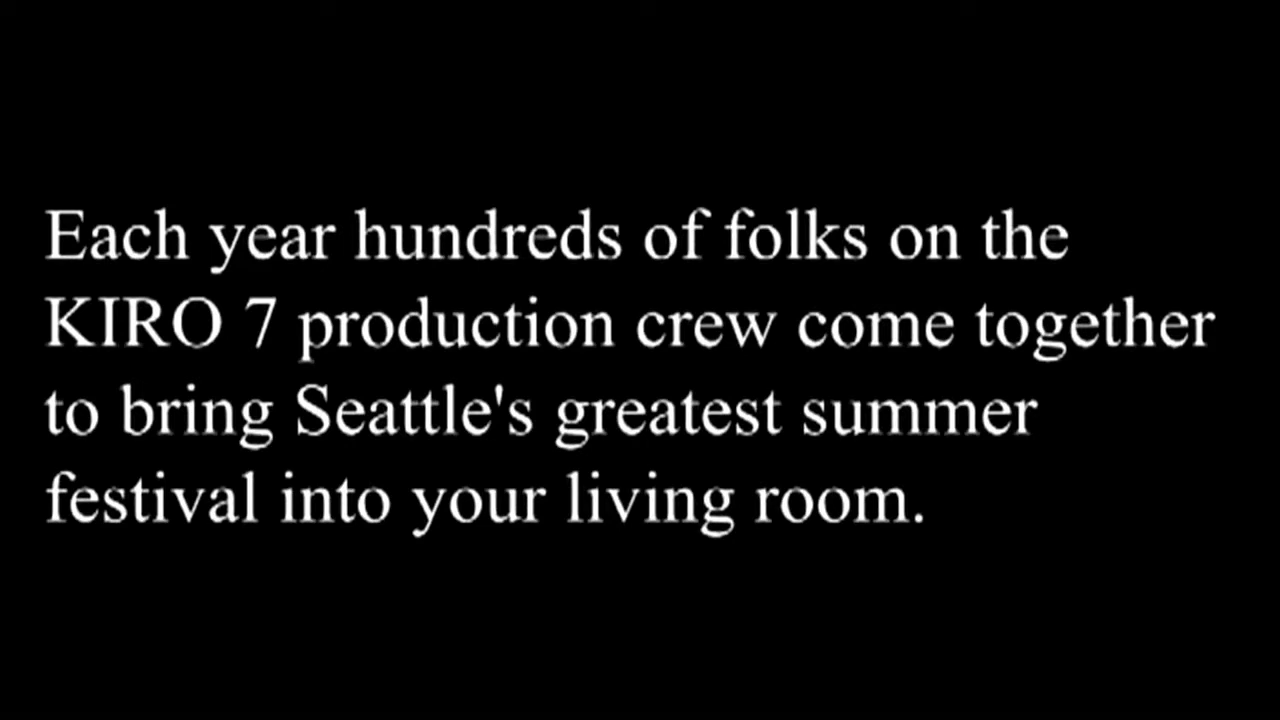 Each year hundreds of folks on the
KIRO 7 production crew come together
to bring Seattle's greatest summer
festival into your living room.